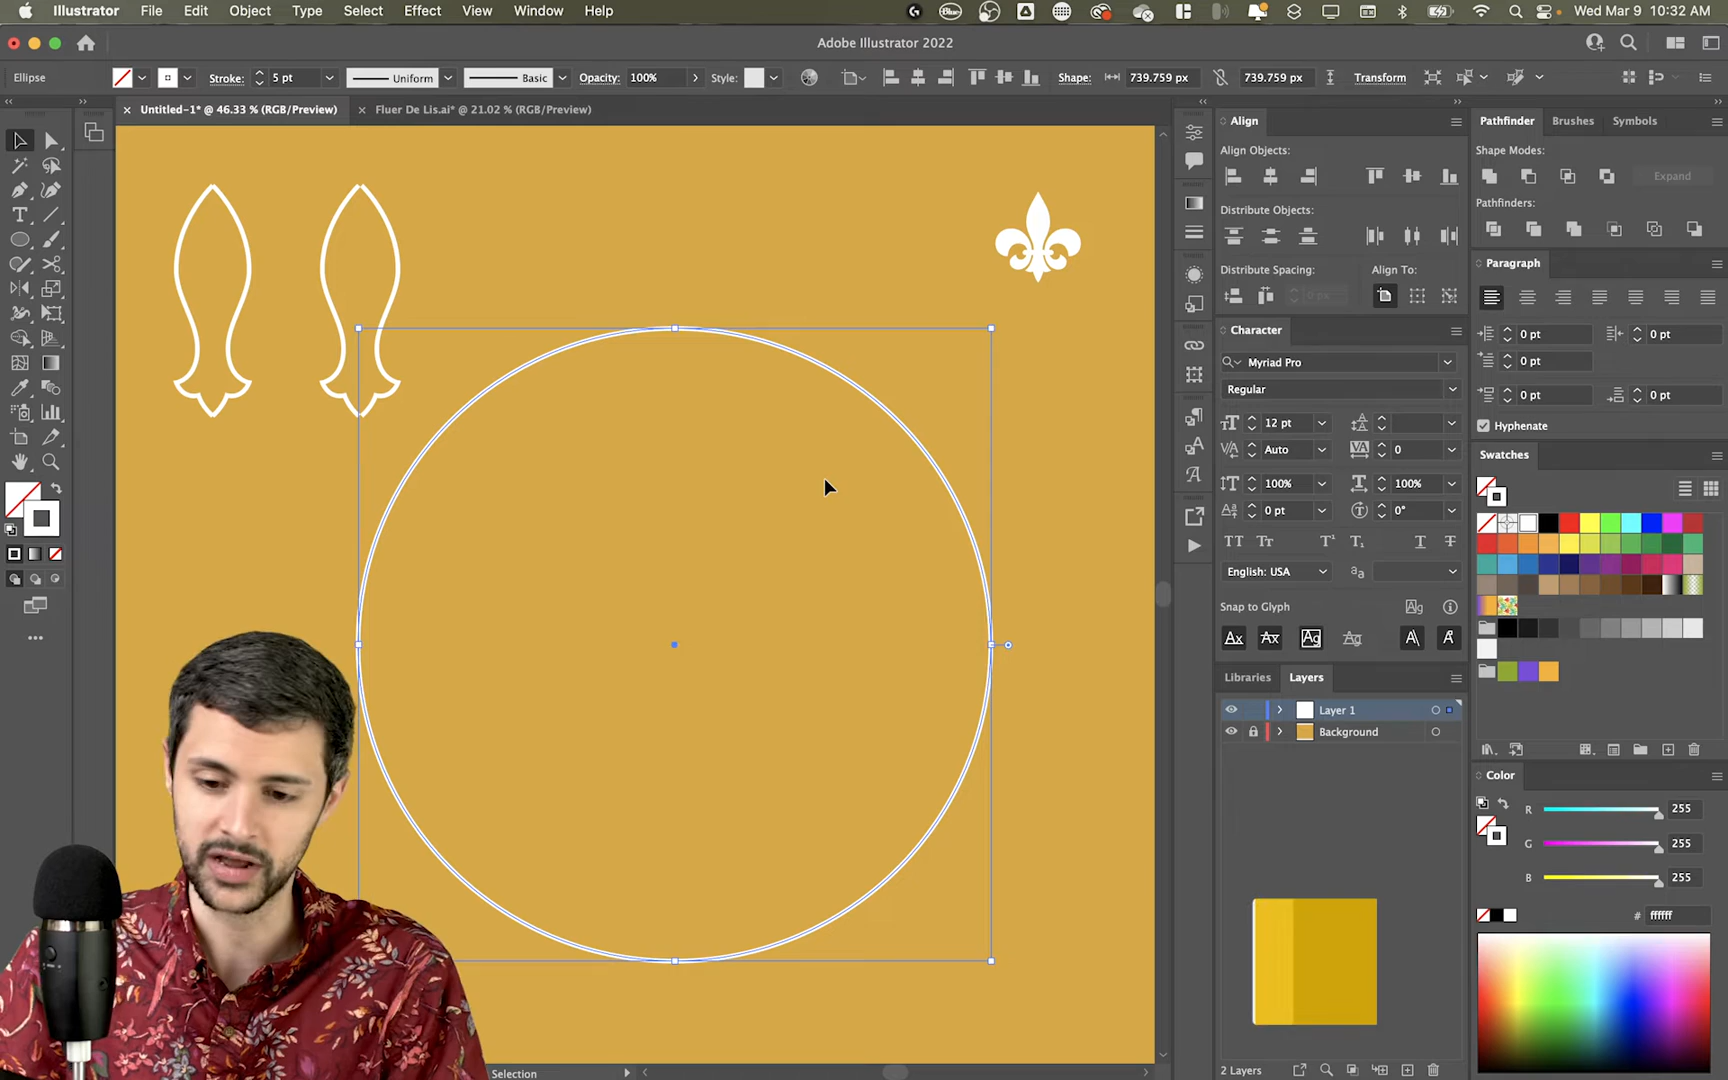 Illustrator File Edit Object Type Select Effect View Window Help Wed Mar 9 10:32 AM
Adobe Illustrator 2022
Ellipse Stroke: 5 pt Uniform Basic Opacity: 100% Style: Shape: 739.759 px 739.759 px Transform
× Untitled-1* @ 46.33 % (RGB/Preview) × Fluer De Lis.ai* @ 21.02 % (RGB/Preview)
Align
Pathfinder Brushes Symbols
Align Objects:
Shape Modes:
Expand
Distribute Objects:
Pathfinders:
Distribute Spacing: Align To:
Paragraph
0 px
Character
0 pt 0 pt
Myriad Pro
0 pt
Regular
0 pt 0 pt
12 pt
Hyphenate
Auto 0
Swatches
100% 100%
0 pt 0°
English: USA
Snap to Glyph
Libraries Layers
Layer 1
Background
Color
R 255
G 255
B 255
# ffffff
Selection
2 Layers